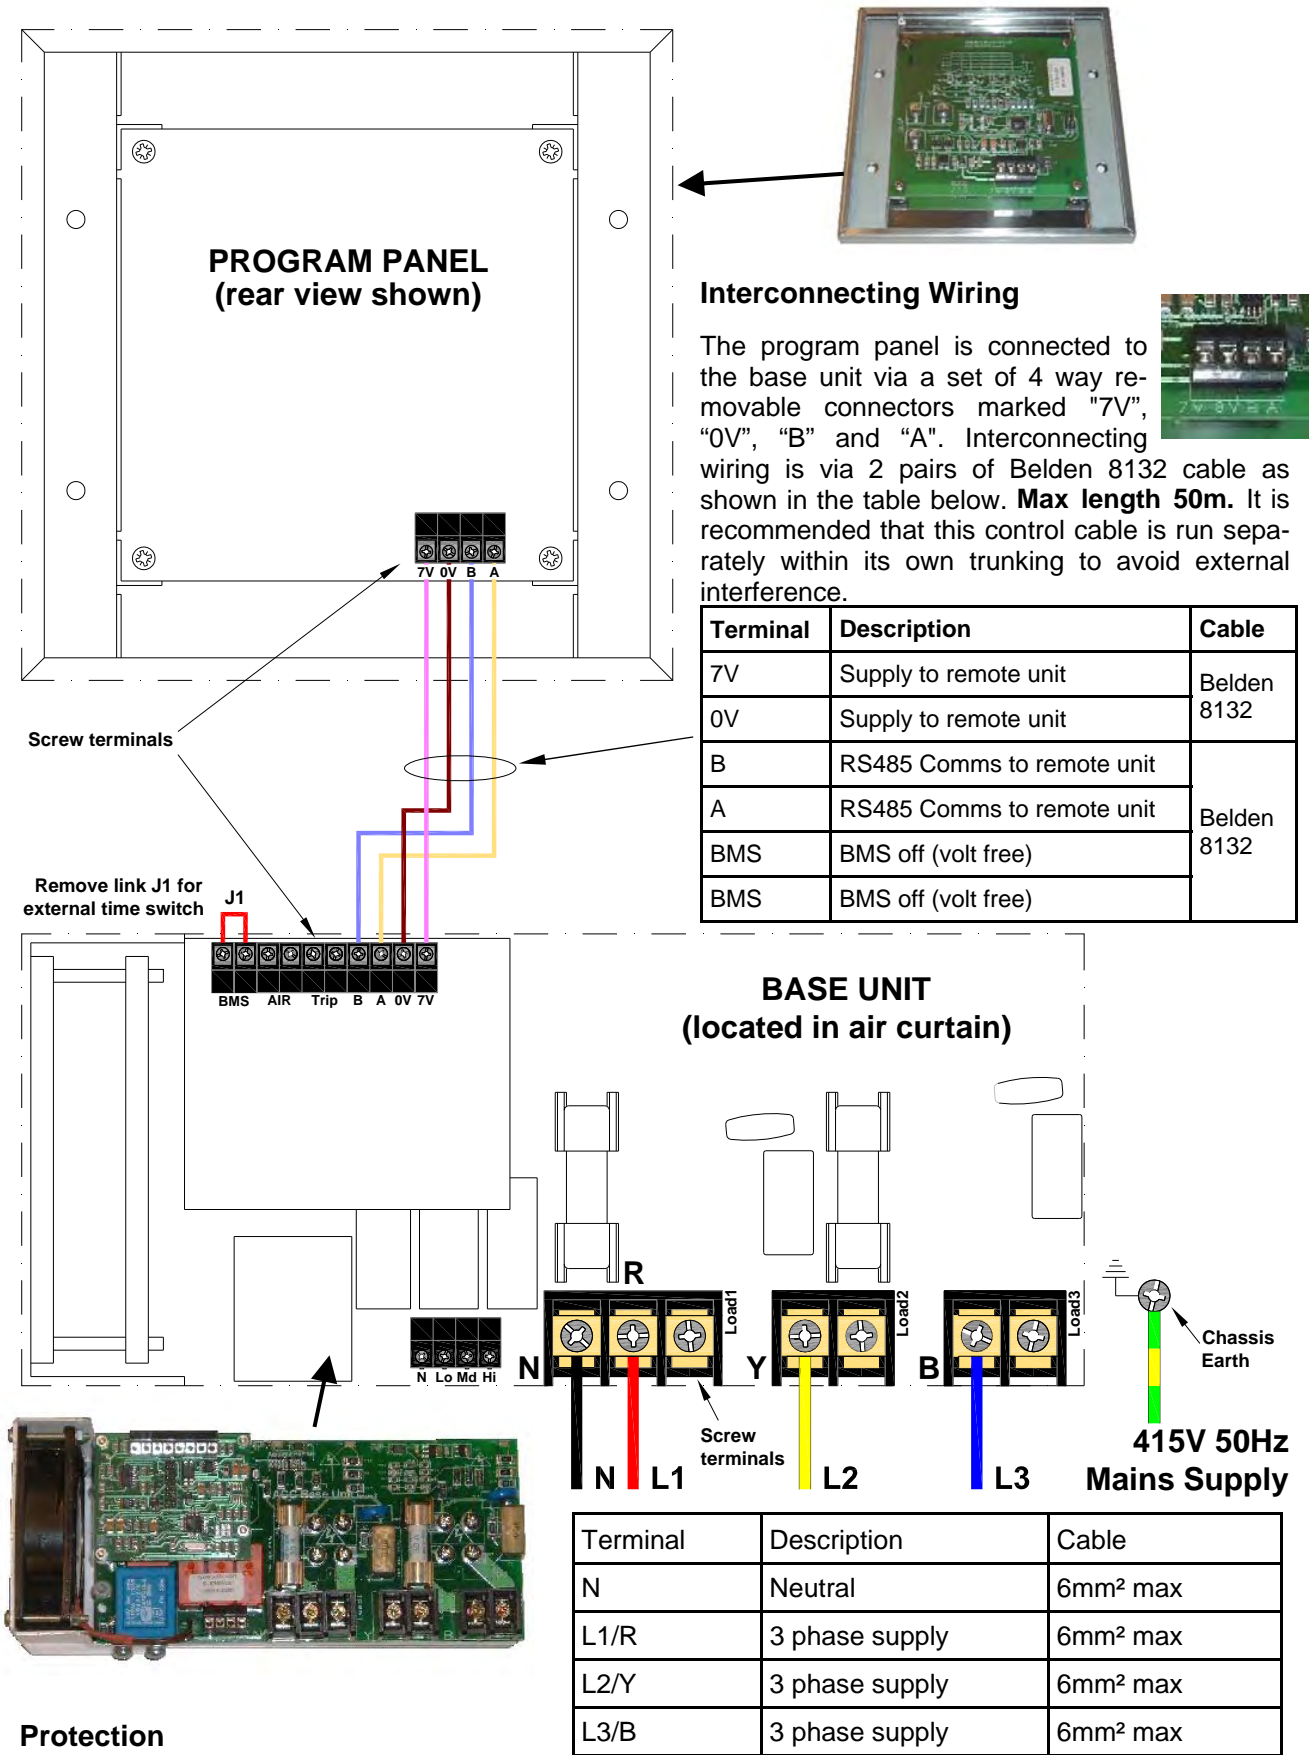 PROGRAM PANEL
(rear view shown)
7V 0V B A
Screw terminals
Interconnecting Wiring
The program panel is connected to
the base unit via a set of 4 way re-
movable connectors marked "7V”,
“0V”, “B” and “A". Interconnecting
wiring is via 2 pairs of Belden 8132 cable as
shown in the table below. Max length 50m. It is
recommended that this control cable is run sepa-
rately within its own trunking to avoid external
interference.
7V 0V B A
Terminal Description Cable
7V Supply to remote unit Belden 8132
0V Supply to remote unit
B RS485 Comms to remote unit Belden 8132
A RS485 Comms to remote unit
BMS BMS off (volt free)
BMS BMS off (volt free)
Remove link J1 for
external time switch
J1
BMS AIR Trip B A 0V 7V
BASE UNIT
(located in air curtain)
R
Load1
Load2
Load3
N Lo Md Hi
N
Y
B
Chassis
Earth
Screw
terminals
N L1 L2 L3
415V 50Hz
Mains Supply
ACC Base Unit
Terminal Description Cable
N Neutral 6mm² max
L1/R 3 phase supply 6mm² max
L2/Y 3 phase supply 6mm² max
L3/B 3 phase supply 6mm² max
Protection